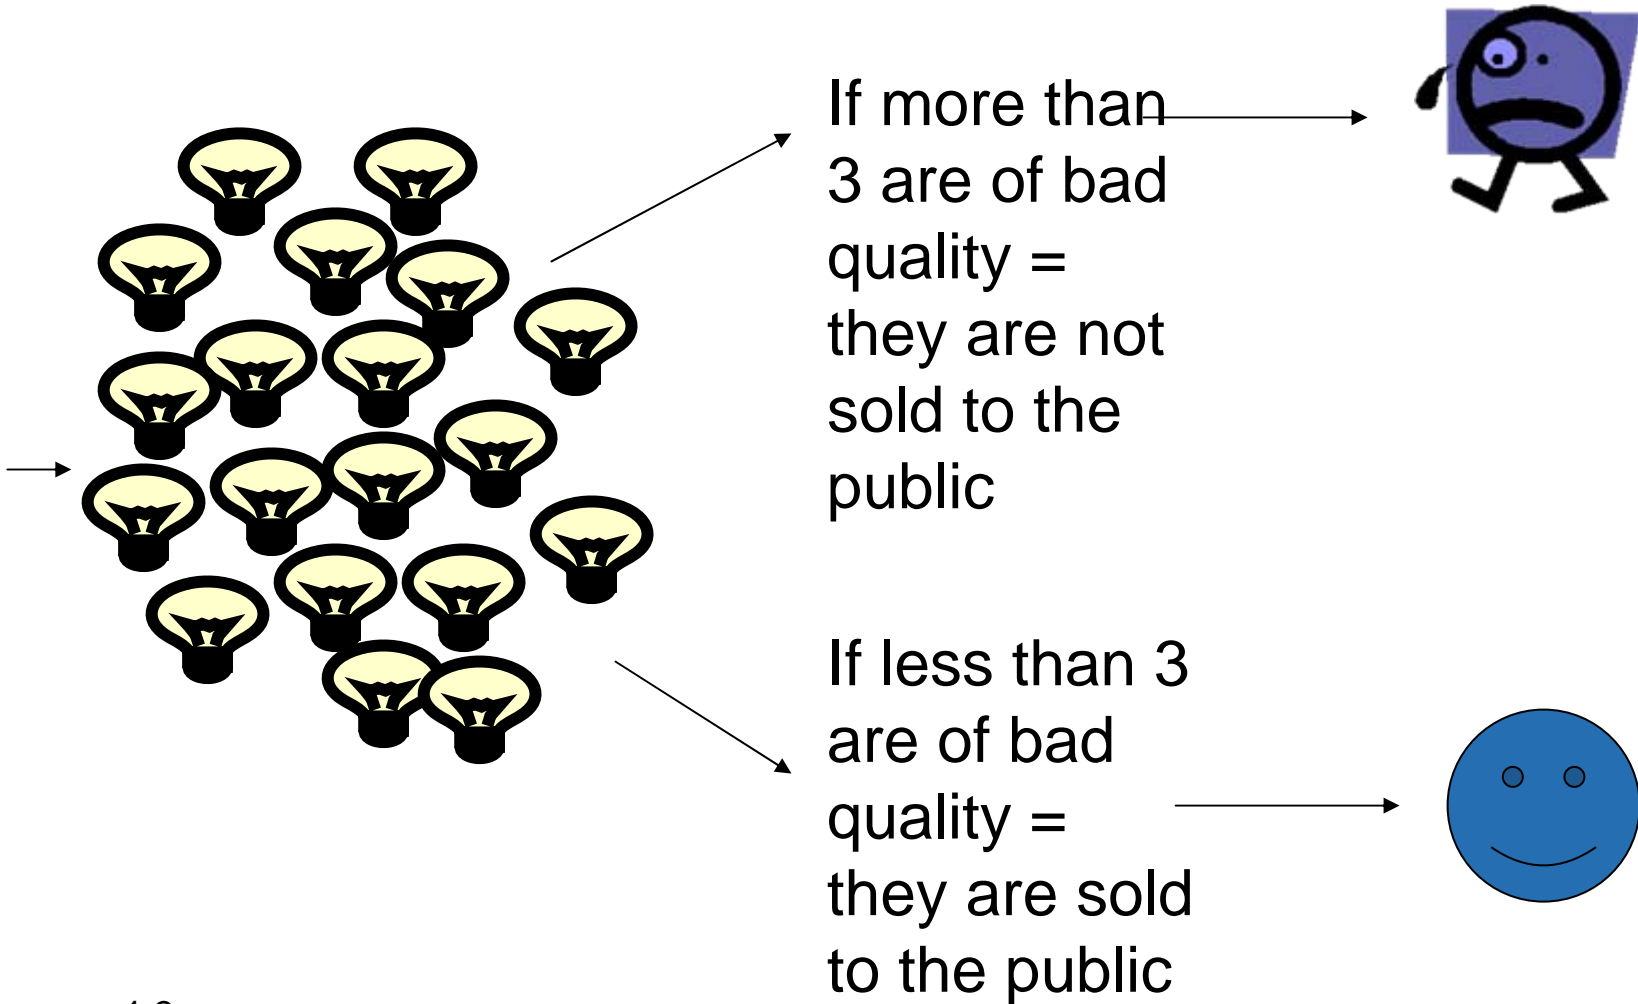 If more than
3 are of bad
quality =
they are not
sold to the
public
If less than 3
are of bad
quality =
they are sold
to the public